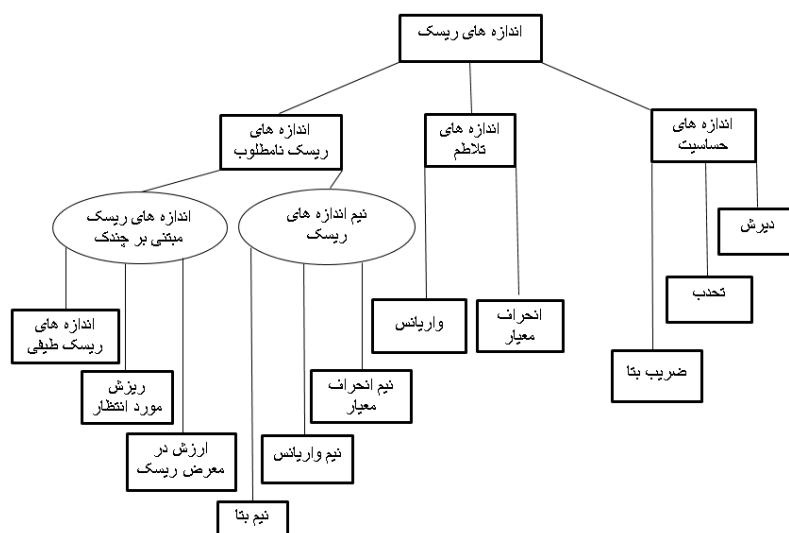 اندازه های ریسک
اندازه های
حساسیت
اندازه های
تلاطم
اندازه های
ریسک نامطلوب
دیرش
تحدب
ضریب بتا
انحراف
معیار
واریانس
نیم اندازه های
ریسک
اندازه های ریسک
مبتنی بر چندک
نیم انحراف
معیار
نیم واریانس
نیم بتا
ارزش در
معرض ریسک
ریزش
مورد انتظار
اندازه های
ریسک طیفی